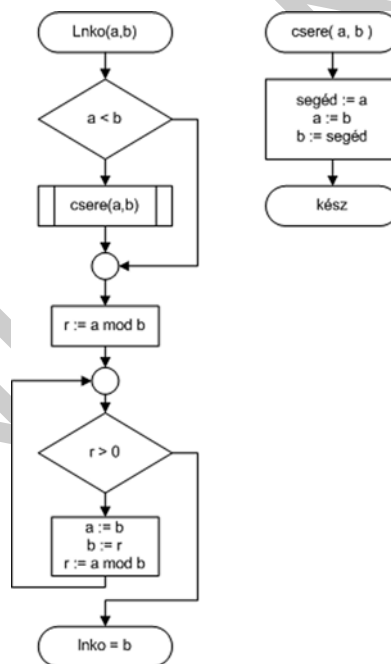 Lnko(a,b)
a < b
csere(a,b)
r := a mod b
r > 0
a := b
b := r
r := a mod b
lnko = b
csere( a, b )
segéd := a
a := b
b := segéd
kész